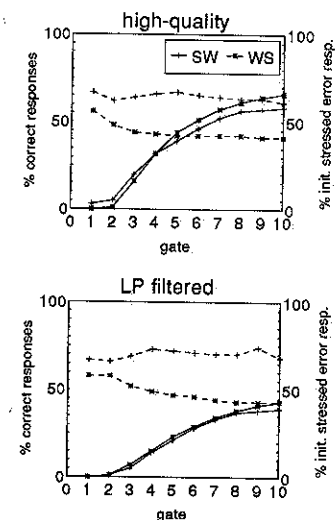 high-quality
SW WS
% correct responses
% init. stressed error resp.
100
50
0
100
50
0
0 1 2 3 4 5 6 7 8 9 10
gate
LP filtered
% correct responses
% init. stressed error resp.
100
50
0
100
50
0
0 1 2 3 4 5 6 7 8 9 10
gate